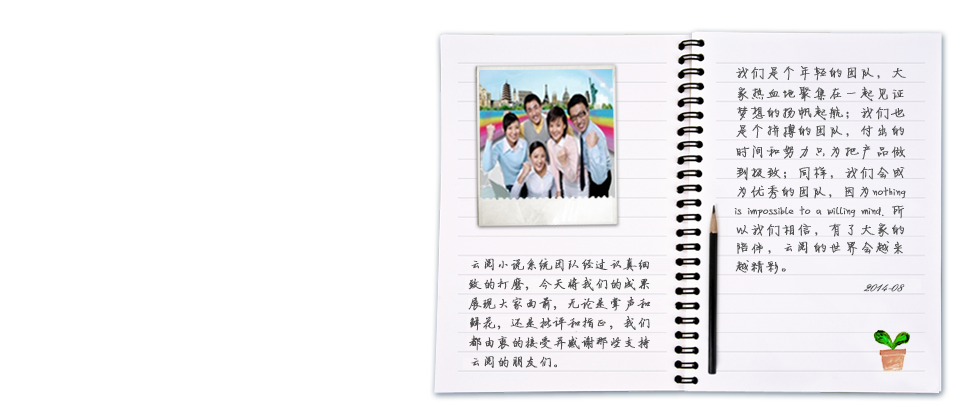 云阅小说系统团队经过认真细
致的打磨，今天将我们的成果
展现大家面前，无论是掌声和
鲜花，还是批评和指正，我们
都由衷的接受并感谢那些支持
云阅的朋友们。
我们是个年轻的团队，大
家热血地聚集在一起见证
梦想的扬帆起航；我们也
是个拼搏的团队，付出的
时间和努力只为把产品做
到极致；同样，我们会成
为优秀的团队，因为nothing
is impossible to a willing mind. 所
以我们相信，有了大家的
陪伴，云阅的世界会越来
越精彩。
2014-08